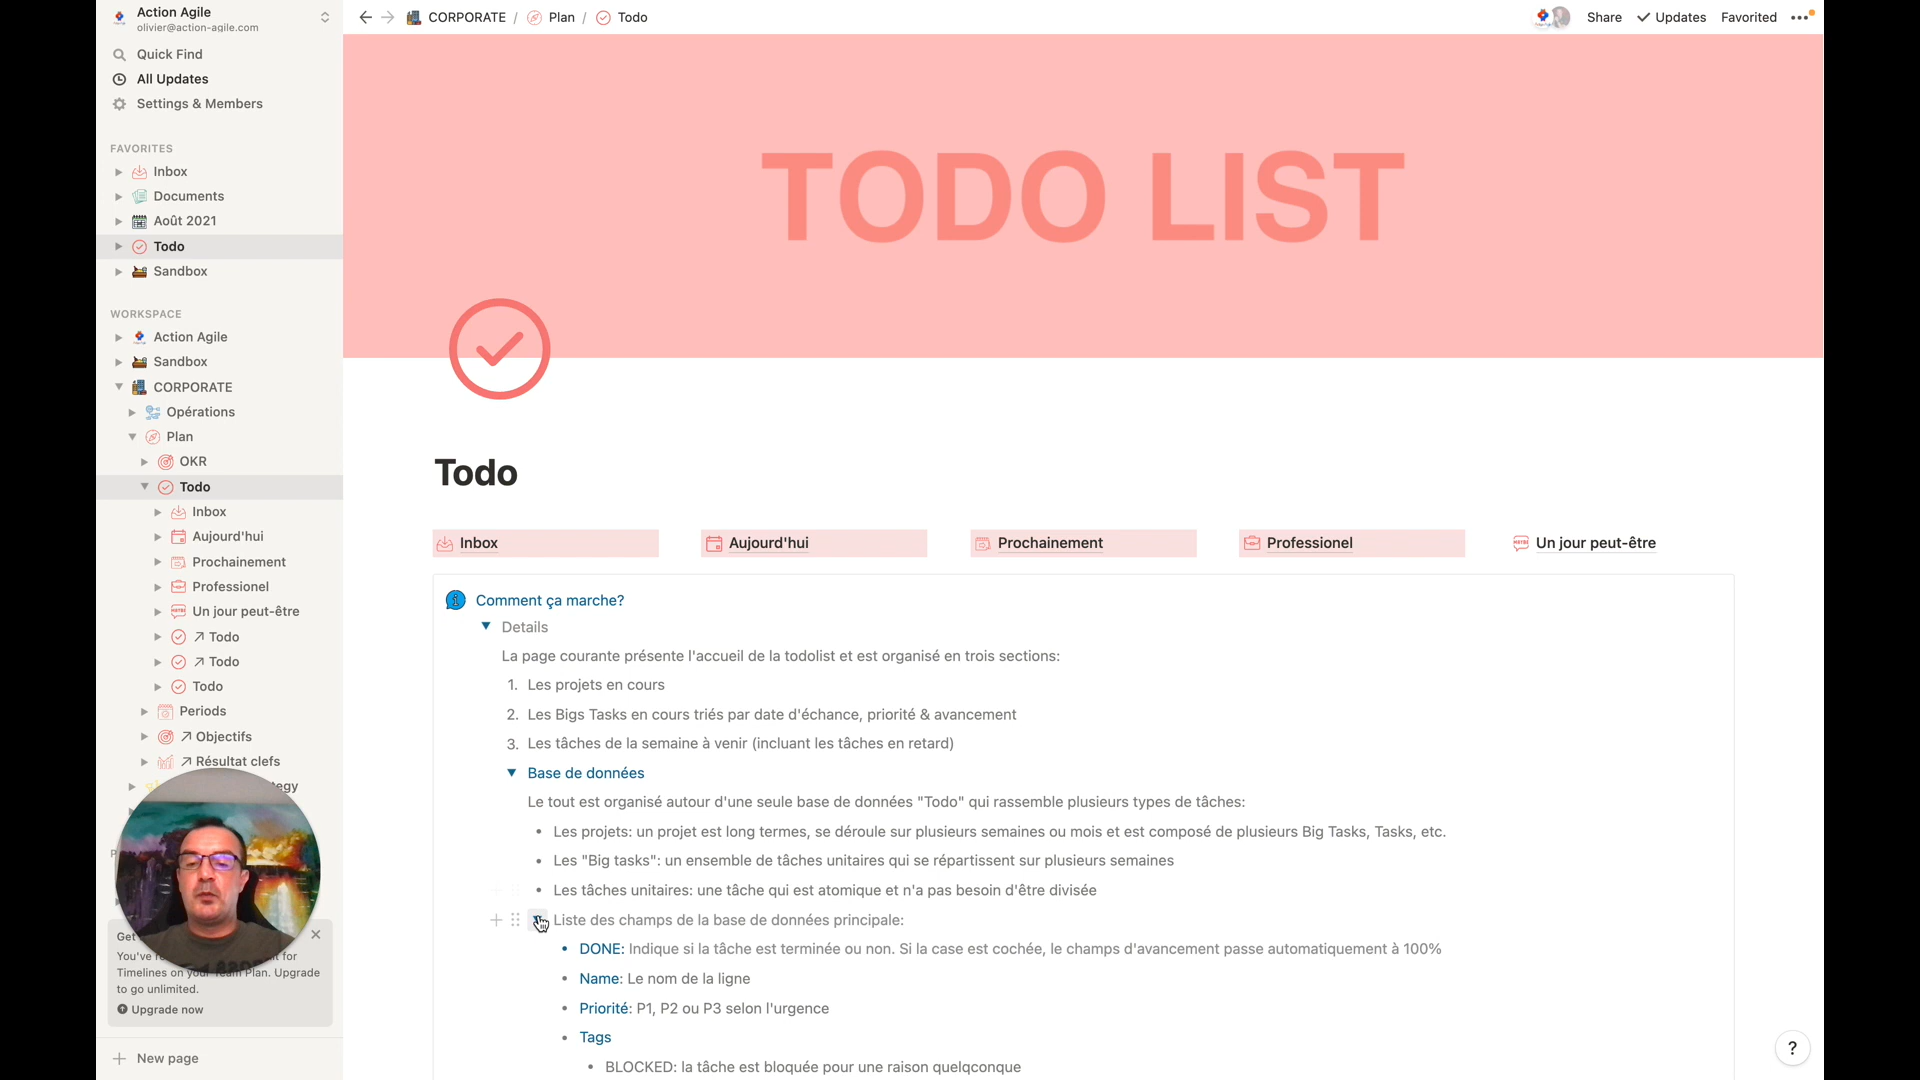 Action Agile
olivier@action-agile.com
Quick Find
All Updates
Settings & Members
FAVORITES
Inbox
Documents
Août 2021
Todo
Sandbox
WORKSPACE
Action Agile
Sandbox
CORPORATE
Opérations
Plan
OKR
Todo
Inbox
Aujourd'hui
Prochainement
Professionel
Un jour peut-être
Todo
Todo
Todo
Periods
Objectifs
Résultat clefs
Timelines on your Team Plan. Upgrade
to go unlimited.
Upgrade now
New page
CORPORATE / Plan / Todo
Share Updates Favorited
TODO LIST
Todo
Inbox Aujourd'hui Prochainement Professionel Un jour peut-être
Comment ça marche?
Details
La page courante présente l'accueil de la todolist et est organisé en trois sections:
1. Les projets en cours
2. Les Bigs Tasks en cours triés par date d'échance, priorité & avancement
3. Les tâches de la semaine à venir (incluant les tâches en retard)
Base de données
Le tout est organisé autour d'une seule base de données "Todo" qui rassemble plusieurs types de tâches:
• Les projets: un projet est long termes, se déroule sur plusieurs semaines ou mois et est composé de plusieurs Big Tasks, Tasks, etc.
• Les "Big tasks": un ensemble de tâches unitaires qui se répartissent sur plusieurs semaines
• Les tâches unitaires: une tâche qui est atomique et n'a pas besoin d'être divisée
Liste des champs de la base de données principale:
• DONE: Indique si la tâche est terminée ou non. Si la case est cochée, le champs d'avancement passe automatiquement à 100%
• Name: Le nom de la ligne
• Priorité: P1, P2 ou P3 selon l'urgence
• Tags
• BLOCKED: la tâche est bloquée pour une raison quelqconque
?